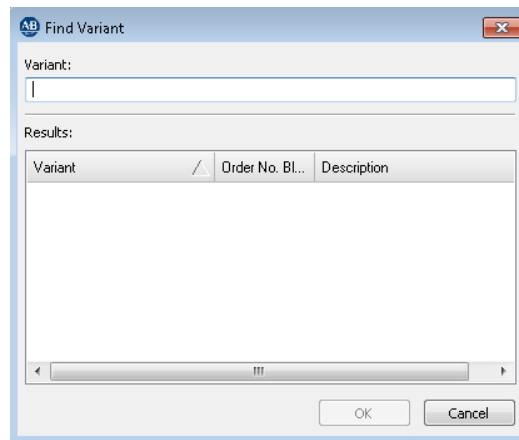 AB Find Variant
Variant:
Results:
Variant Order No. Bl... Description
OK Cancel